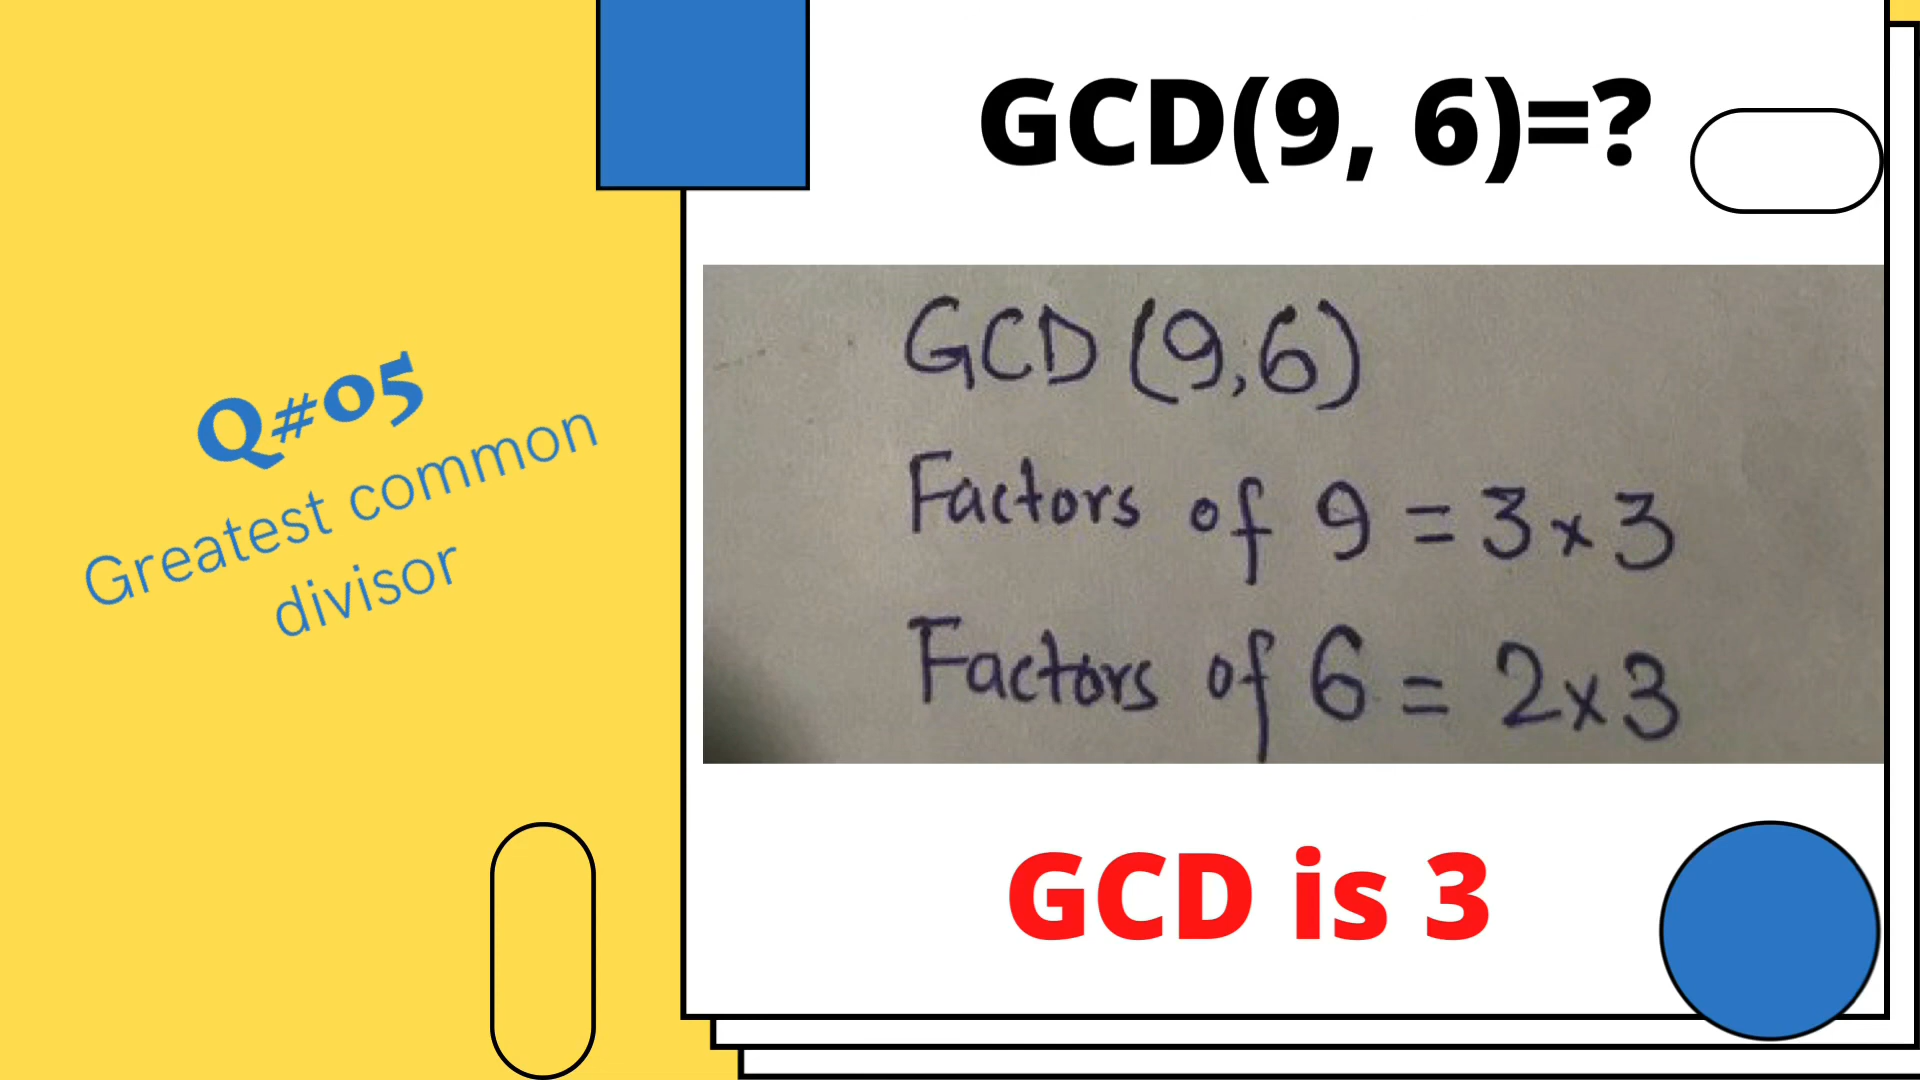 Q#05
Greatest common
divisor
GCD(9, 6)=?
GCD (9,6)
Factors of 9 = 3 × 3
Factors of 6 = 2 × 3
GCD is 3